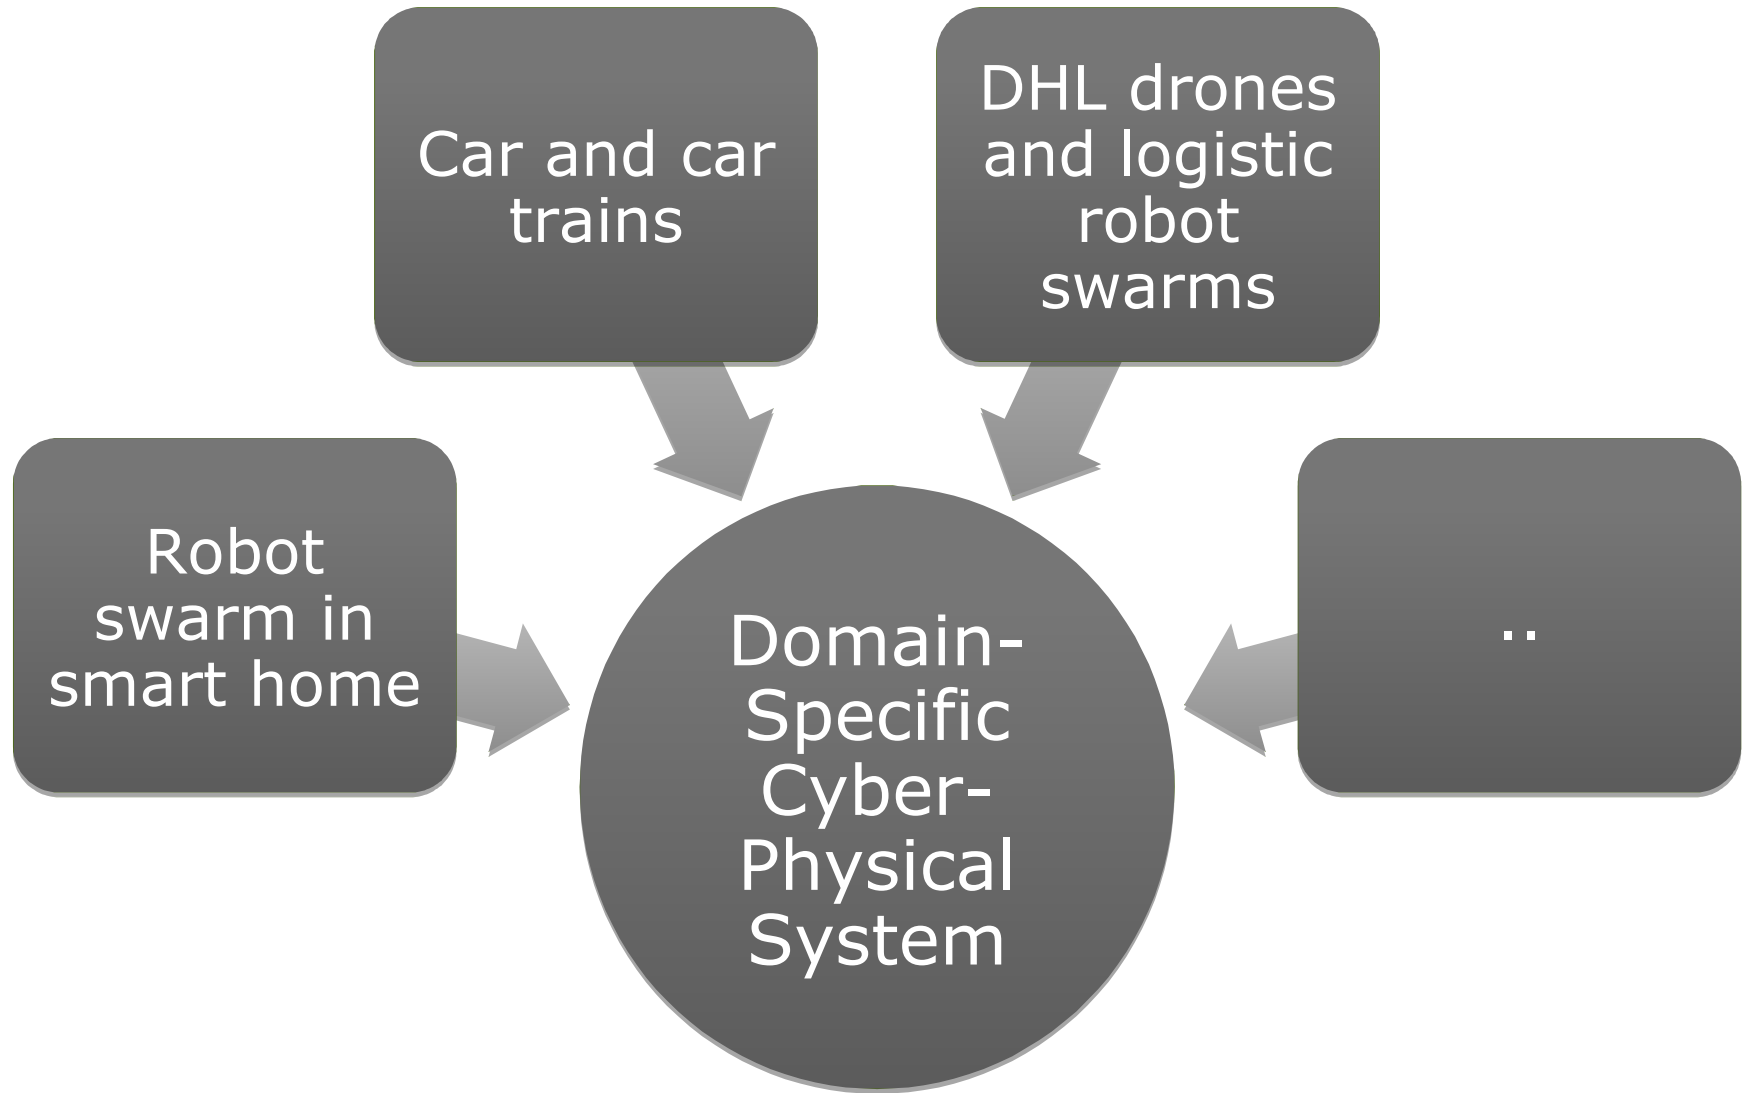 Car and car
trains
DHL drones
and logistic
robot
swarms
Robot
swarm in
smart home
..
Domain-
Specific
Cyber-
Physical
System